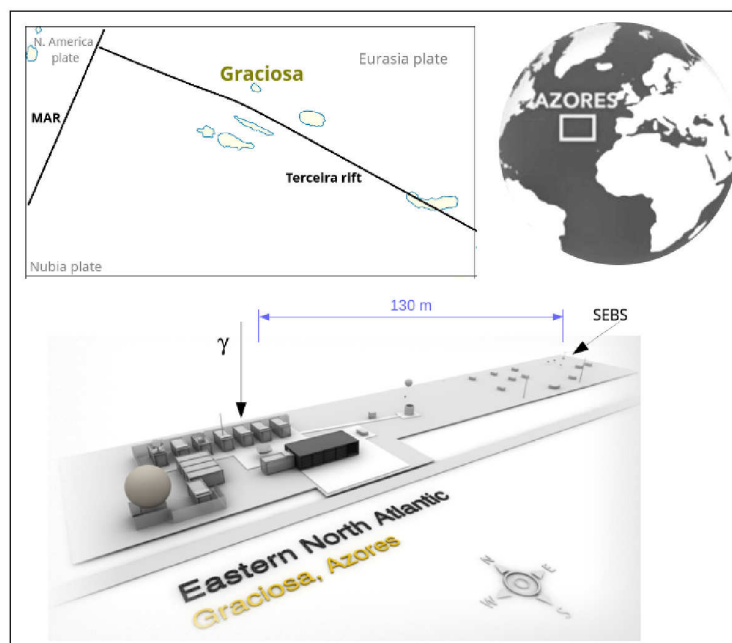 N. America
plate
Graciosa
Eurasia plate
MAR
Terceira rift
Nubia plate
AZORES
130 m
SEBS
γ
Eastern North Atlantic
Graciosa, Azores
N
E
W
S